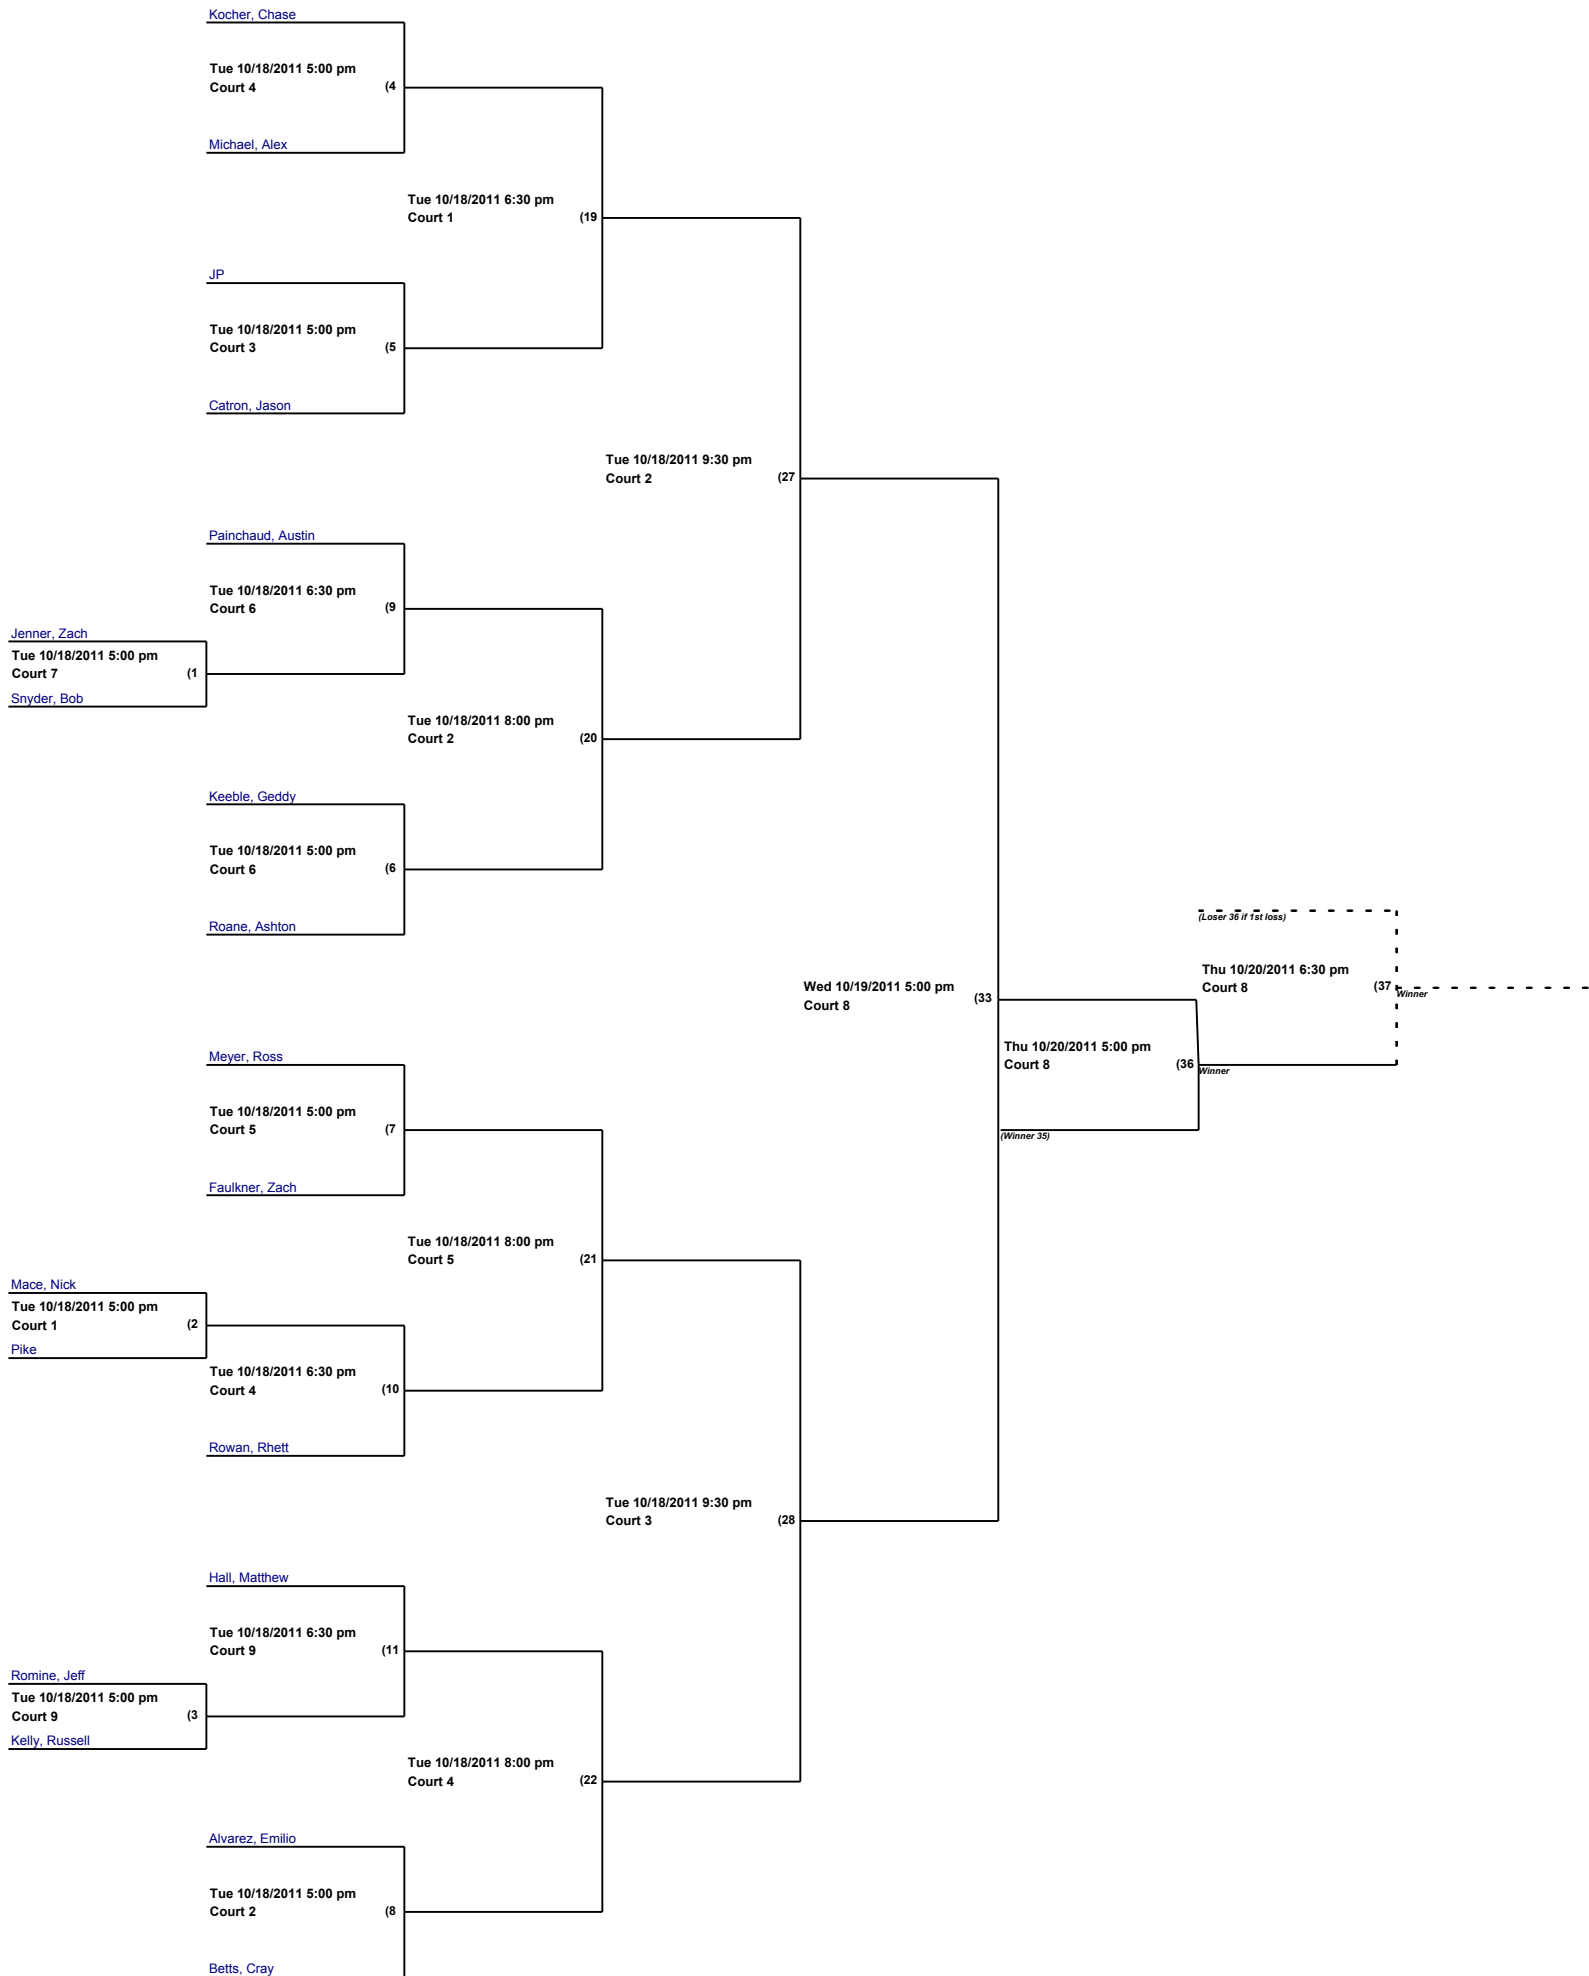 Kocher, Chase
Tue 10/18/2011 5:00 pm
Court 4 (4
Michael, Alex
Tue 10/18/2011 6:30 pm
Court 1 (19
JP
Tue 10/18/2011 5:00 pm
Court 3 (5
Catron, Jason
Tue 10/18/2011 9:30 pm
Court 2 (27
Painchaud, Austin
Tue 10/18/2011 6:30 pm
Court 6 (9
Jenner, Zach
Tue 10/18/2011 5:00 pm
Court 7 (1
Snyder, Bob
Tue 10/18/2011 8:00 pm
Court 2 (20
Keeble, Geddy
Tue 10/18/2011 5:00 pm
Court 6 (6
Roane, Ashton
(Loser 36 if 1st loss)
Thu 10/20/2011 6:30 pm
Court 8 (37
Winner
Wed 10/19/2011 5:00 pm
Court 8 (33
Thu 10/20/2011 5:00 pm
Court 8 (36
Winner
(Winner 35)
Meyer, Ross
Tue 10/18/2011 5:00 pm
Court 5 (7
Faulkner, Zach
Tue 10/18/2011 8:00 pm
Court 5 (21
Mace, Nick
Tue 10/18/2011 5:00 pm
Court 1 (2
Pike
Tue 10/18/2011 6:30 pm
Court 4 (10
Rowan, Rhett
Tue 10/18/2011 9:30 pm
Court 3 (28
Hall, Matthew
Tue 10/18/2011 6:30 pm
Court 9 (11
Romine, Jeff
Tue 10/18/2011 5:00 pm
Court 9 (3
Kelly, Russell
Tue 10/18/2011 8:00 pm
Court 4 (22
Alvarez, Emilio
Tue 10/18/2011 5:00 pm
Court 2 (8
Betts, Cray